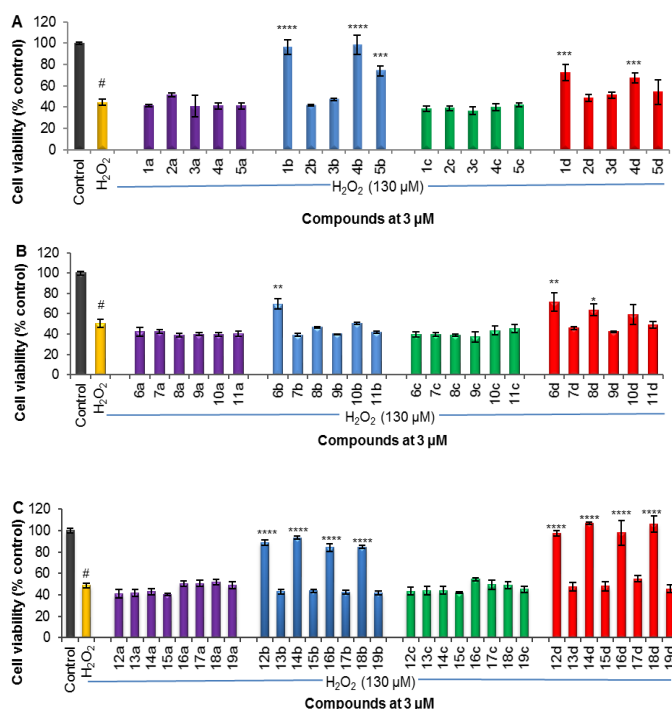 A
Cell viability (% control)
120
100
80
60
40
20
0
#
****
****
***
***
***
Control
H₂O₂
1a 2a 3a 4a 5a 1b 2b 3b 4b 5b 1c 2c 3c 4c 5c 1d 2d 3d 4d 5d
H₂O₂ (130 µM)
Compounds at 3 µM
B
Cell viability (% control)
120
100
80
60
40
20
0
#
**
**
*
Control
H₂O₂
6a 7a 8a 9a 10a 11a 6b 7b 8b 9b 10b 11b 6c 7c 8c 9c 10c 11c 6d 7d 8d 9d 10d 11d
H₂O₂ (130 µM)
Compounds at 3 µM
C
Cell viability (% control)
120
100
80
60
40
20
0
#
**** **** **** **** **** **** **** ****
Control
H₂O₂
12a 13a 14a 15a 16a 17a 18a 19a 12b 13b 14b 15b 16b 17b 18b 19b 12c 13c 14c 15c 16c 17c 18c 19c 12d 13d 14d 15d 16d 17d 18d 19d
H₂O₂ (130 µM)
Compounds at 3 µM